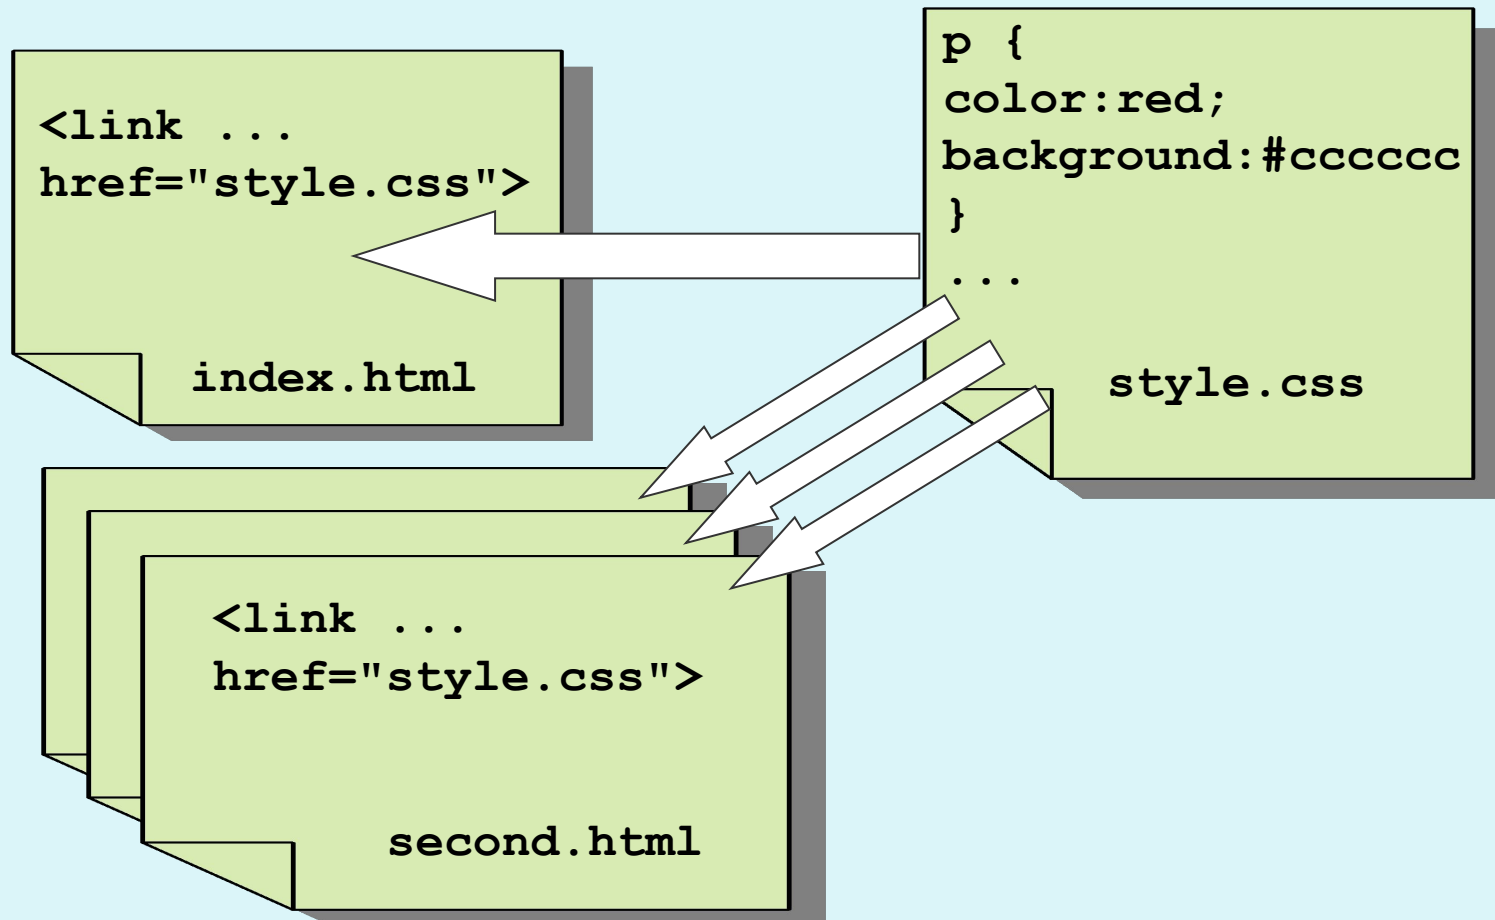 <link ...
href="style.css">
index.html
p {
color:red;
background:#cccccc
}
...
style.css
<link ...
href="style.css">
second.html